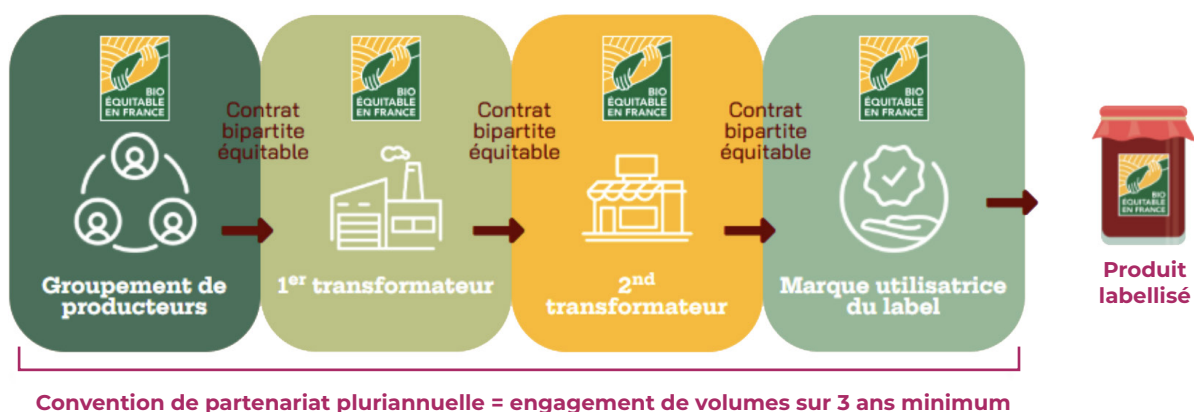 BIO
ÉQUITABLE
EN FRANCE
BIO
ÉQUITABLE
EN FRANCE
BIO
ÉQUITABLE
EN FRANCE
BIO
ÉQUITABLE
EN FRANCE
Contrat
bipartite
équitable
Contrat
bipartite
équitable
Contrat
bipartite
équitable
BIO
ÉQUITABLE
EN FRANCE
Groupement de
producteurs
1er transformateur
2nd
transformateur
Marque utilisatrice
du label
Produit
labellisé
Convention de partenariat pluriannuelle = engagement de volumes sur 3 ans minimum